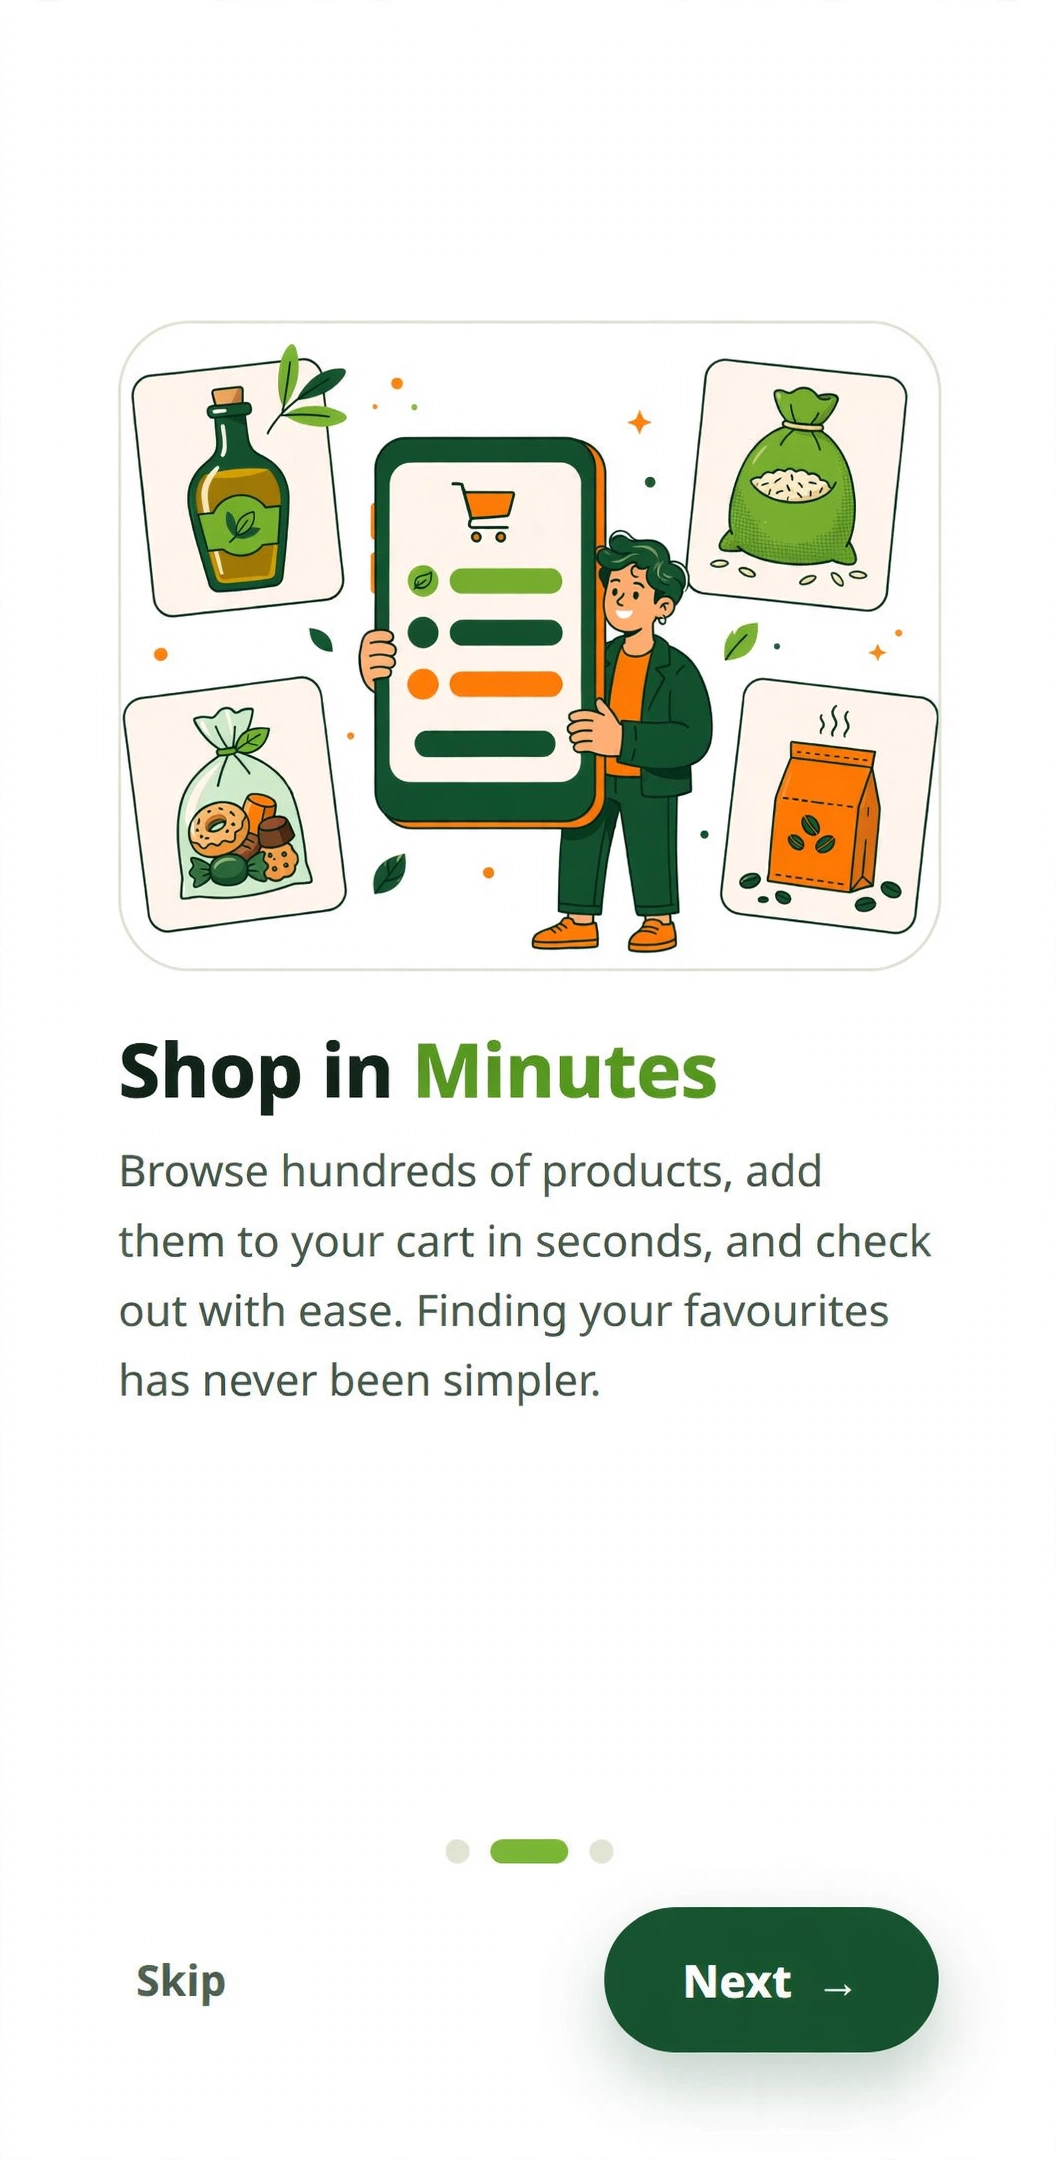 Shop in Minutes
Browse hundreds of products, add
them to your cart in seconds, and check
out with ease. Finding your favourites
has never been simpler.
Skip
Next →